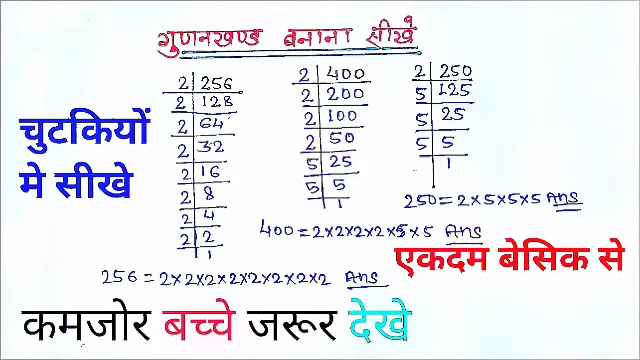 गुणनखण्ड बनाना सीखे
2 | 256
2 | 128
2 | 64
2 | 32
2 | 16
2 | 8
2 | 4
2 | 2
1
2 | 400
2 | 200
2 | 100
2 | 50
5 | 25
5 | 5
1
2 | 250
5 | 125
5 | 25
5 | 5
1
चुटकियों
मे सीखे
250 = 2×5×5×5 Ans
400 = 2×2×2×2×5×5 Ans
एकदम बेसिक से
256 = 2×2×2×2×2×2×2×2 Ans
कमजोर बच्चे जरूर देखे